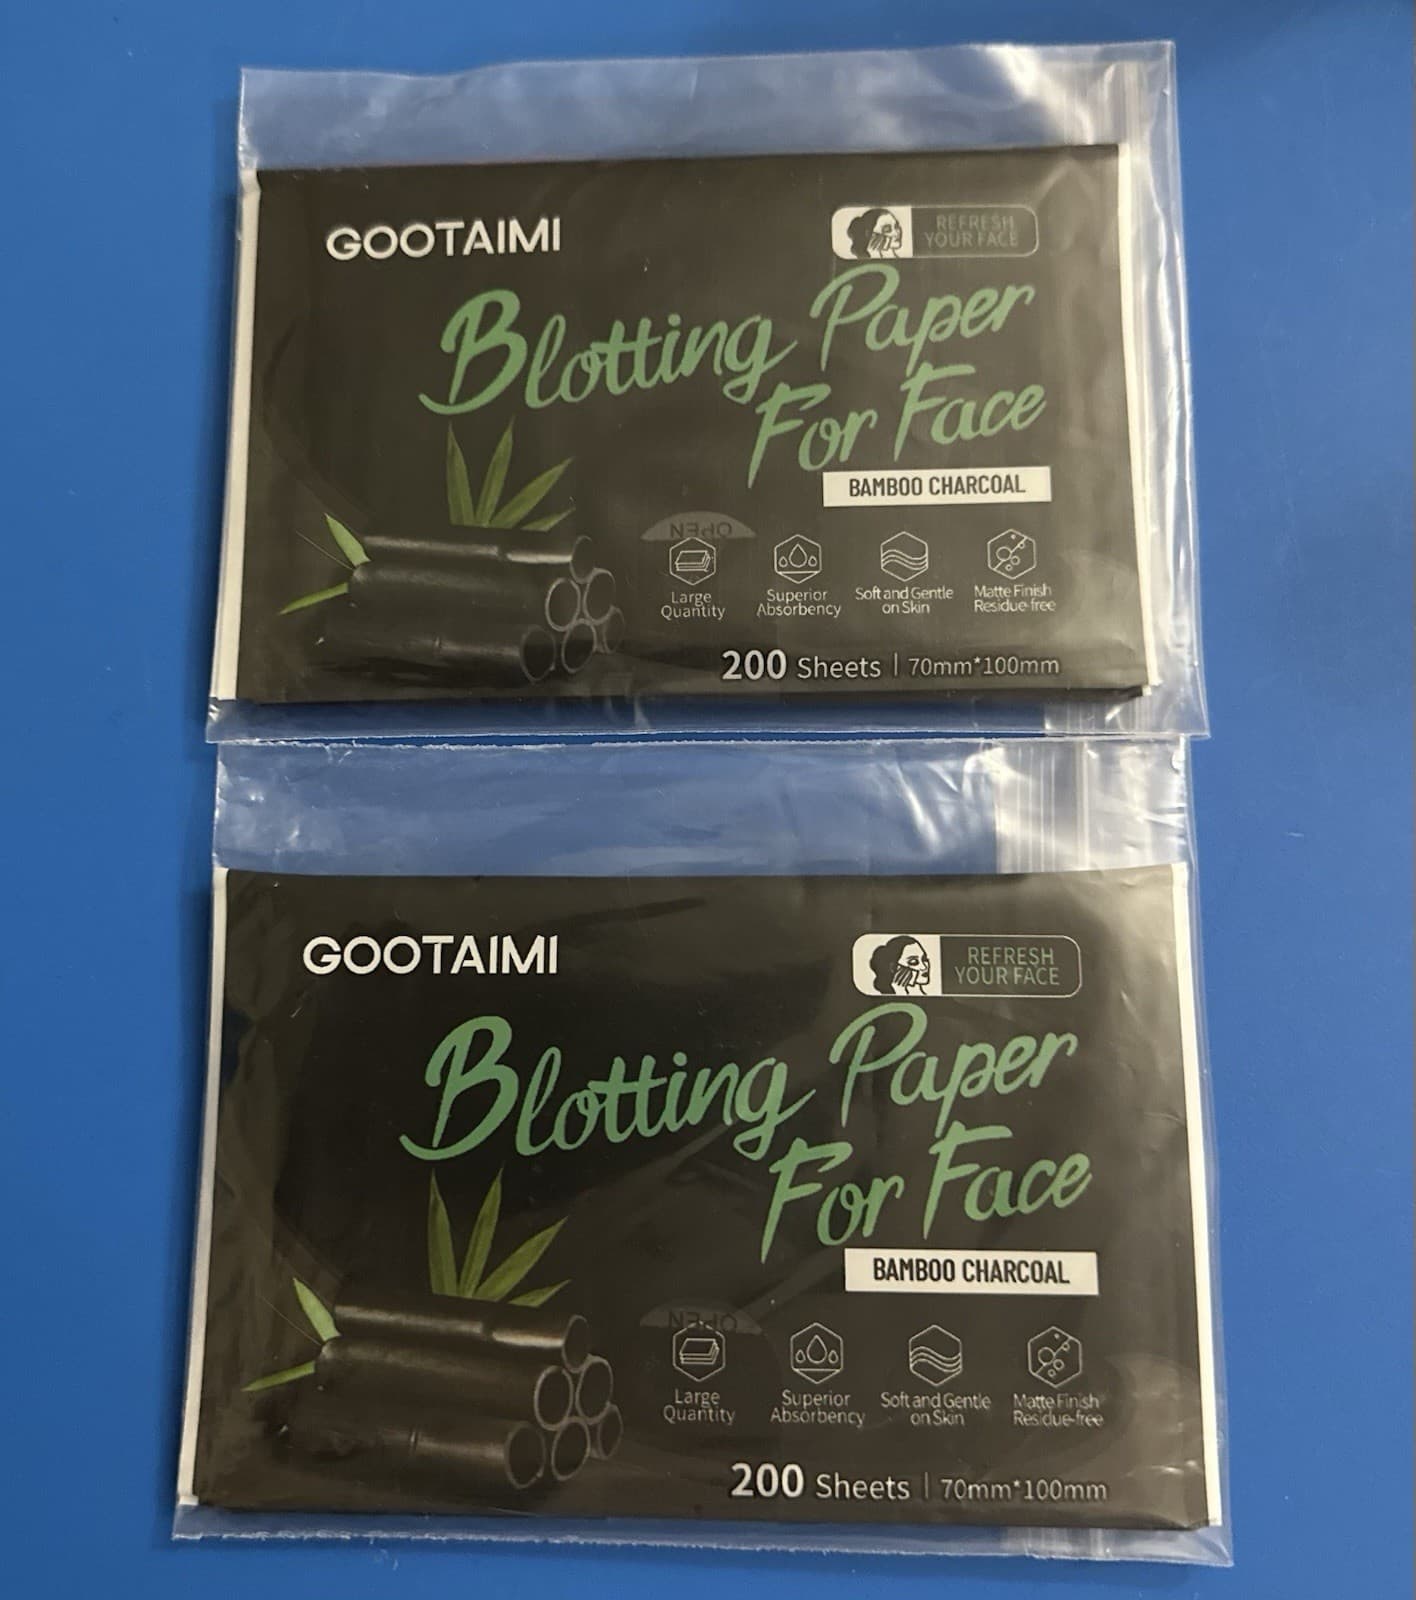 GOOTAIMI
REFRESH
YOUR FACE
Blotting Paper
For Face
BAMBOO CHARCOAL
OPEN
Large
Quantity
Superior
Absorbency
Soft and Gentle
on Skin
Matte Finish
Residue-free
200 Sheets | 70mm*100mm
GOOTAIMI
REFRESH
YOUR FACE
Blotting Paper
For Face
BAMBOO CHARCOAL
OPEN
Large
Quantity
Superior
Absorbency
Soft and Gentle
on Skin
Matte Finish
Residue-free
200 Sheets | 70mm*100mm